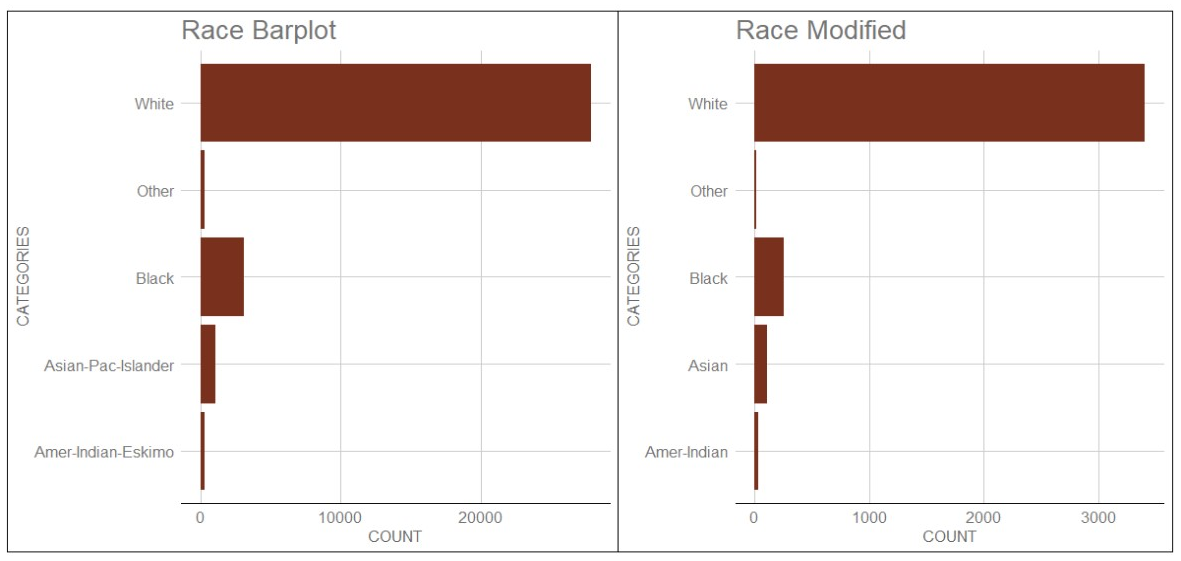 Race Barplot
White
Other
Black
Asian-Pac-Islander
Amer-Indian-Eskimo
CATEGORIES
0 10000 20000
COUNT
Race Modified
White
Other
Black
Asian
Amer-Indian
CATEGORIES
0 1000 2000 3000
COUNT